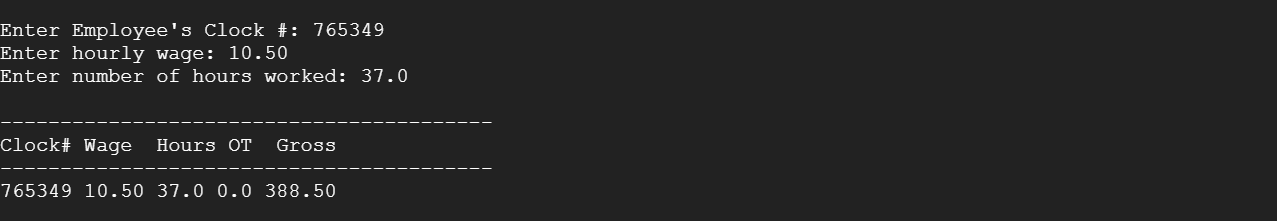 Enter Employee's Clock #: 765349
Enter hourly wage: 10.50
Enter number of hours worked: 37.0
-----------------------------------------
Clock# Wage  Hours OT  Gross
-----------------------------------------
765349 10.50 37.0 0.0 388.50